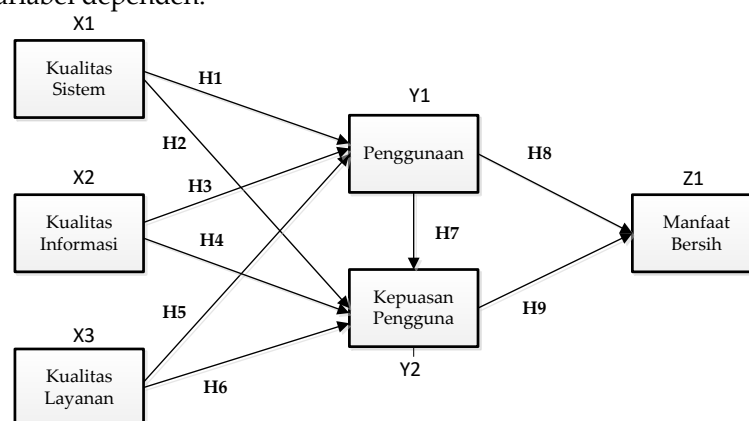 ariabel dependen.
X1
Kualitas
Sistem
H1
H2
Y1
Penggunaan
H8
X2
Kualitas
Informasi
H3
H4
H7
Z1
Manfaat
Bersih
H5
Kepuasan
Pengguna
H9
Y2
X3
Kualitas
Layanan
H6